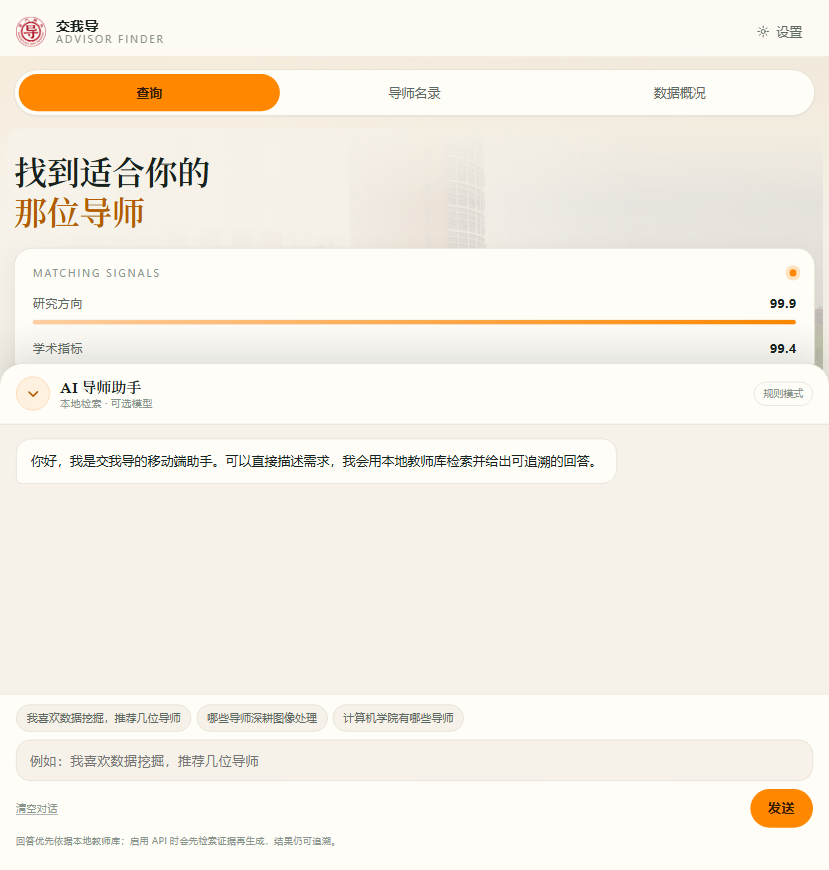 交我导
ADVISOR FINDER
设置
查询
导师名录
数据概况
找到适合你的
那位导师
MATCHING SIGNALS
研究方向
99.9
学术指标
99.4
AI 导师助手
本地检索 · 可选模型
规则模式
你好，我是交我导的移动端助手。可以直接描述需求，我会用本地教师库检索并给出可追溯的回答。
我喜欢数据挖掘，推荐几位导师
哪些导师深耕图像处理
计算机学院有哪些导师
例如：我喜欢数据挖掘，推荐几位导师
清空对话
发送
回答优先依据本地教师库；启用 API 时会先检索证据再生成，结果仍可追溯。